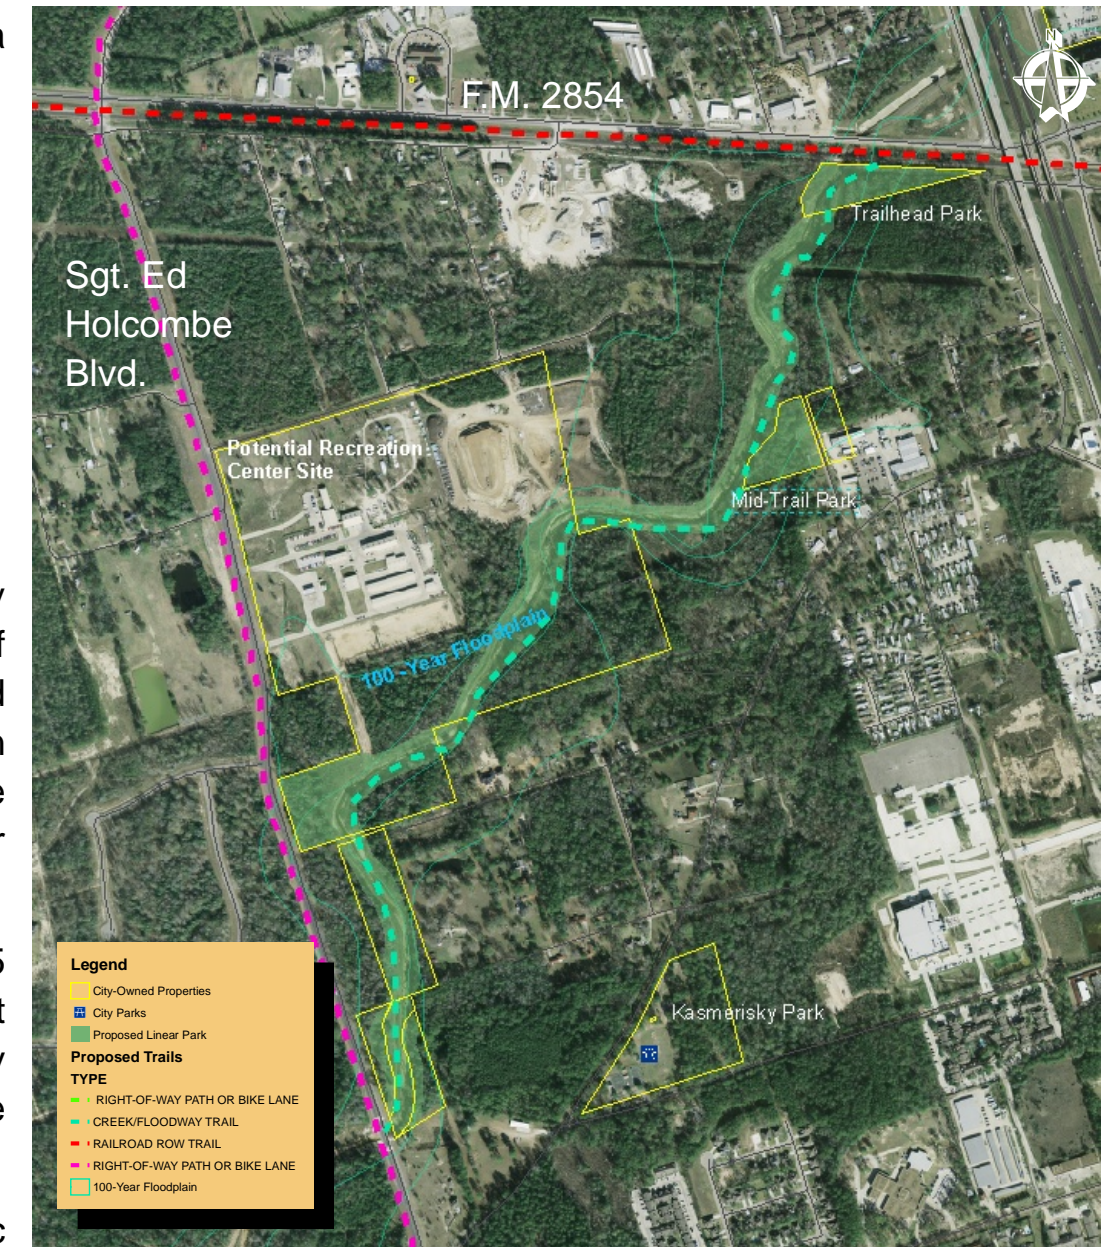 a
y
f
d
n
e
r
5
t
y
e
c
N
F.M. 2854
Trailhead Park
Sgt. Ed
Holcombe
Blvd.
Potential Recreation
Center Site
Mid-Trail Park
100-Year Floodplain
Kasmerisky Park
Legend
City-Owned Properties
City Parks
Proposed Linear Park
Proposed Trails
TYPE
RIGHT-OF-WAY PATH OR BIKE LANE
CREEK/FLOODWAY TRAIL
RAILROAD ROW TRAIL
RIGHT-OF-WAY PATH OR BIKE LANE
100-Year Floodplain